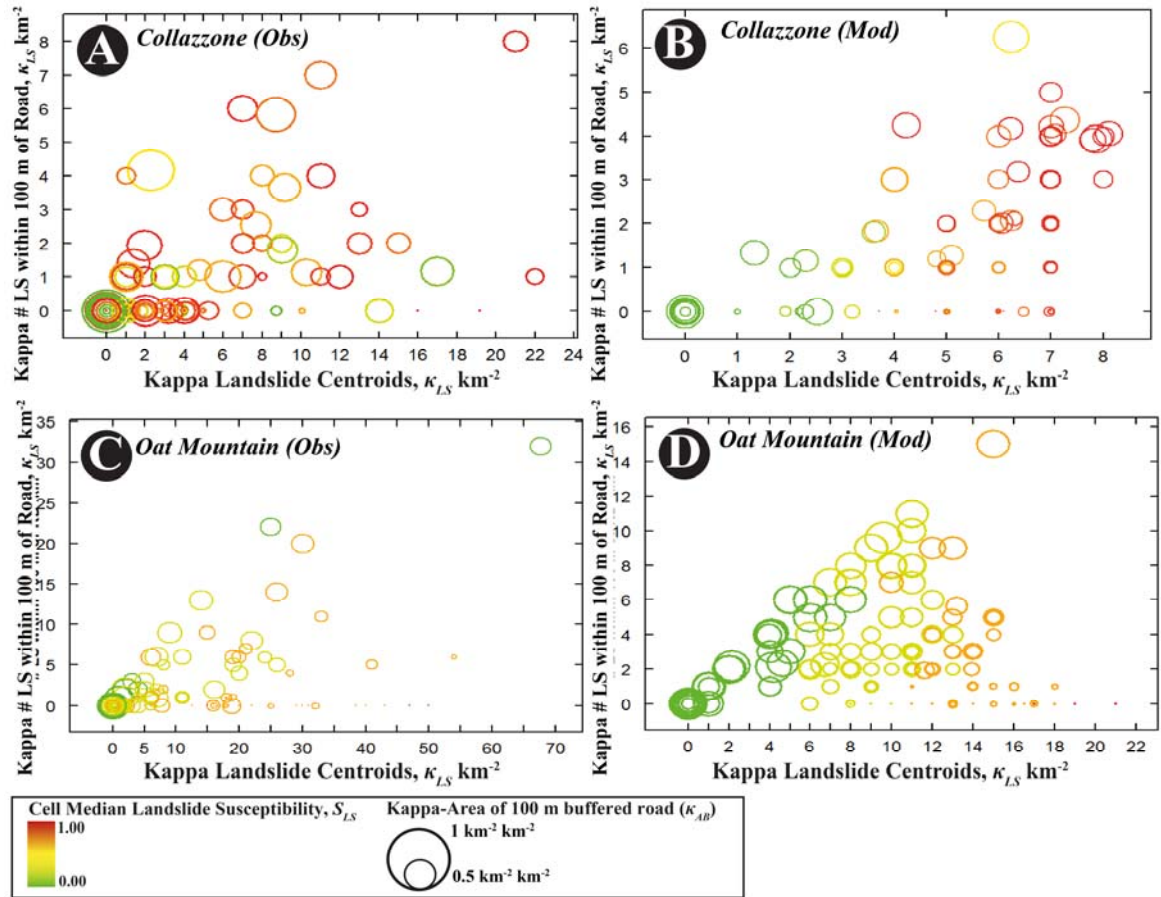 A
Collazzone (Obs)
Kappa # LS within 100 m of Road, κLS km-2
8
7
6
5
4
3
2
1
0
0 2 4 6 8 10 12 14 16 18 20 22 24
Kappa Landslide Centroids, κLS km-2
B
Collazzone (Mod)
Kappa # LS within 100 m of Road, κLS km-2
6
5
4
3
2
1
0
0 1 2 3 4 5 6 7 8
Kappa Landslide Centroids, κLS km-2
C
Oat Mountain (Obs)
Kappa # LS within 100 m of Road, κLS km-2
35
30
25
20
15
10
5
0
0 5 10 20 30 40 50 60 70
Kappa Landslide Centroids, κLS km-2
D
Oat Mountain (Mod)
Kappa # LS within 100 m of Road, κLS km-2
16
14
12
10
8
6
4
2
0
0 2 4 6 8 10 12 14 16 18 20 22
Kappa Landslide Centroids, κLS km-2
Cell Median Landslide Susceptibility, SLS
1.00
0.00
Kappa-Area of 100 m buffered road (κAB)
1 km-2 km-2
0.5 km-2 km-2